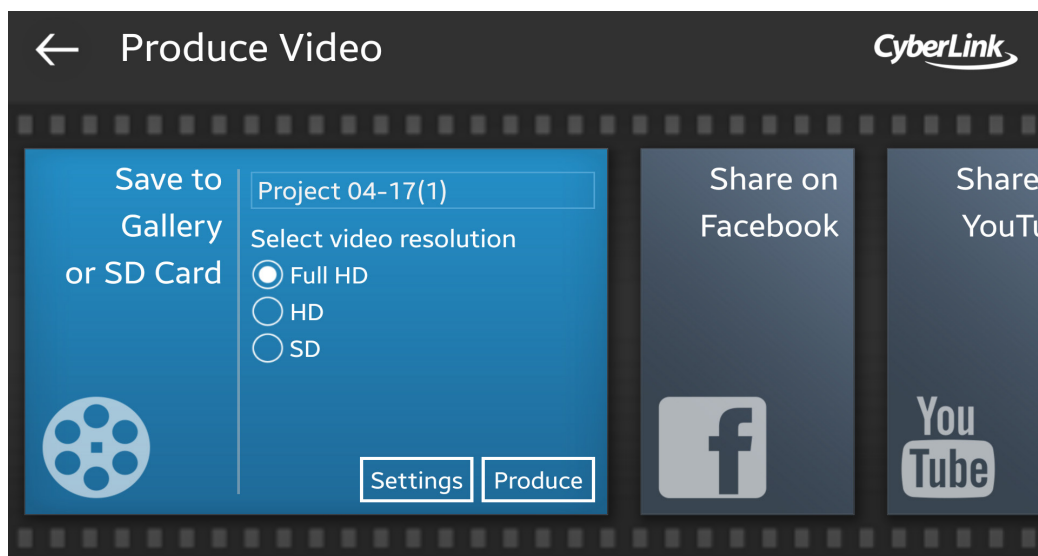 Produce Video
CyberLink
Save to
Gallery
or SD Card
Project 04-17(1)
Select video resolution
Full HD
HD
SD
Settings
Produce
Share on
Facebook
f
Share
You
Tube